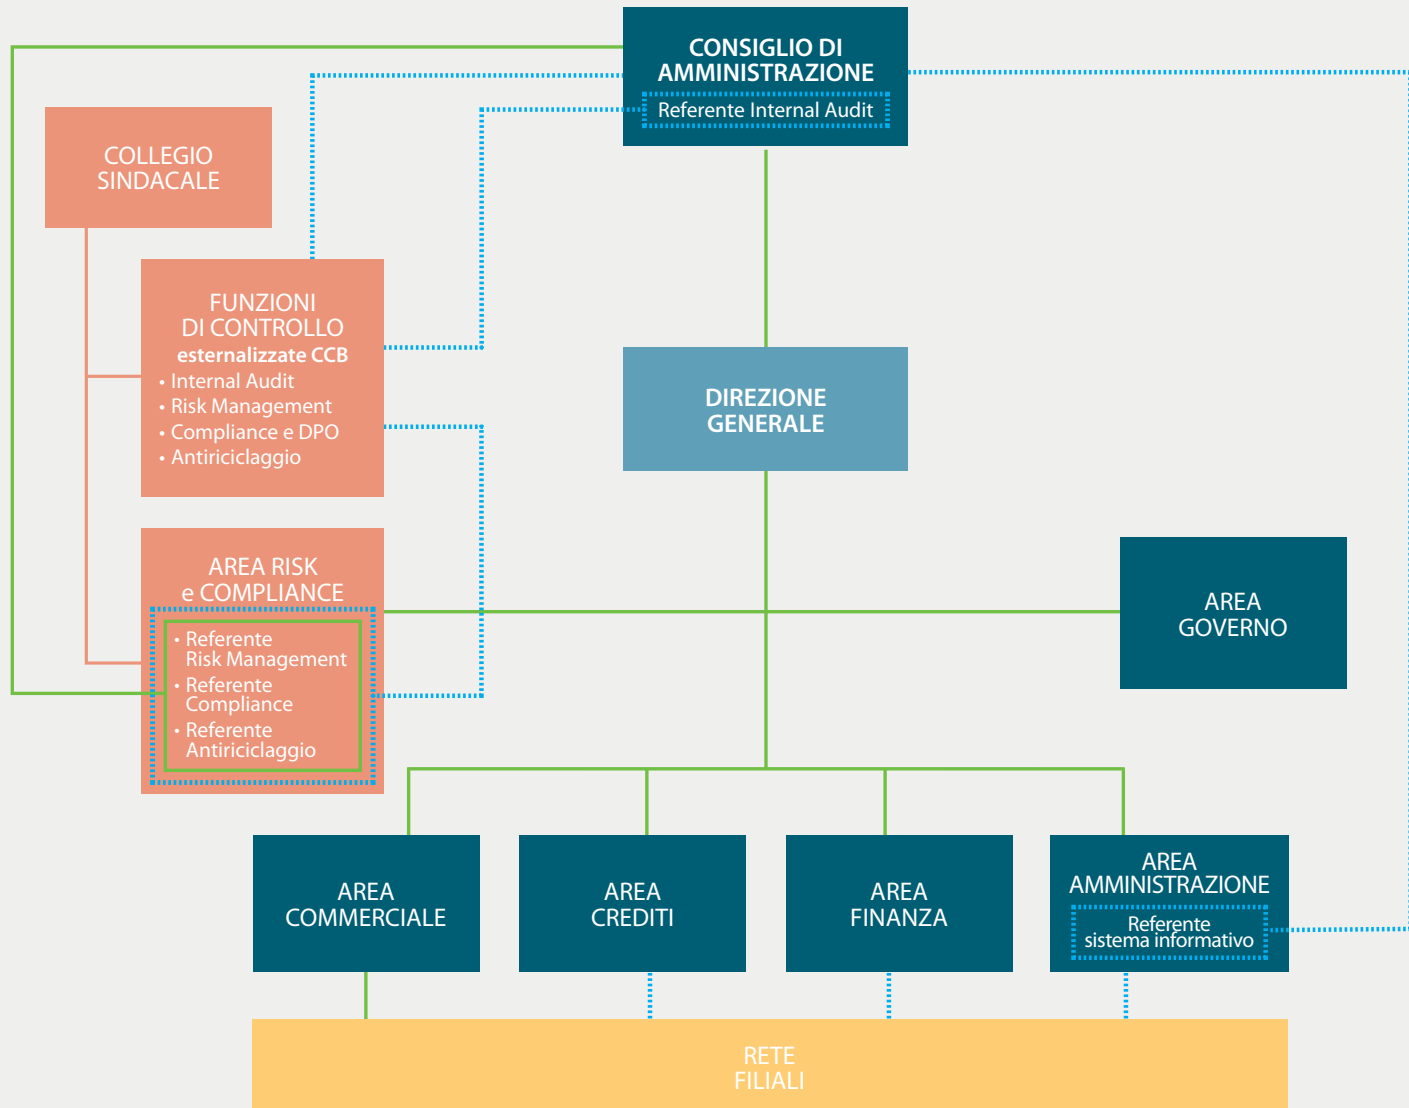 CONSIGLIO DI
AMMINISTRAZIONE
Referente Internal Audit
COLLEGIO
SINDACALE
FUNZIONI
DI CONTROLLO
esternalizzate CCB
• Internal Audit
• Risk Management
• Compliance e DPO
• Antiriciclaggio
DIREZIONE
GENERALE
AREA RISK
e COMPLIANCE
• Referente
Risk Management
• Referente
Compliance
• Referente
Antiriciclaggio
AREA
GOVERNO
AREA
COMMERCIALE
AREA
CREDITI
AREA
FINANZA
AREA
AMMINISTRAZIONE
Referente
sistema informativo
RETE
FILIALI